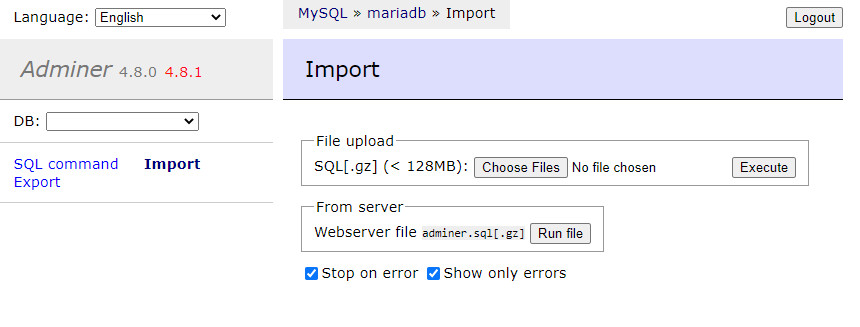 Language: English
MySQL » mariadb » Import
Logout
Adminer 4.8.0 4.8.1
Import
DB:
SQL command Import
Export
File upload
SQL[.gz] (< 128MB): Choose Files No file chosen Execute
From server
Webserver file adminer.sql[.gz] Run file
Stop on error Show only errors